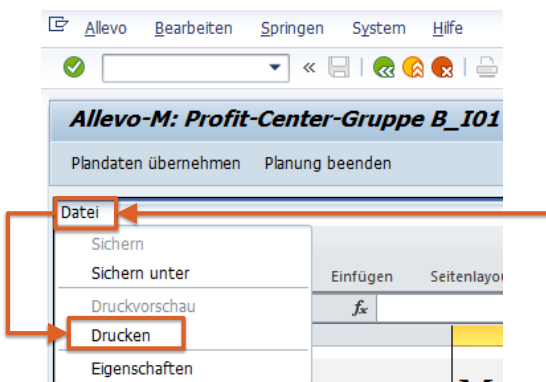 Allevo Bearbeiten Springen System Hilfe
Allevo-M: Profit-Center-Gruppe B_I01
Plandaten übernehmen Planung beenden
Datei
Sichern
Sichern unter
Einfügen Seitenlayou
Druckvorschau
fx
Drucken
Eigenschaften